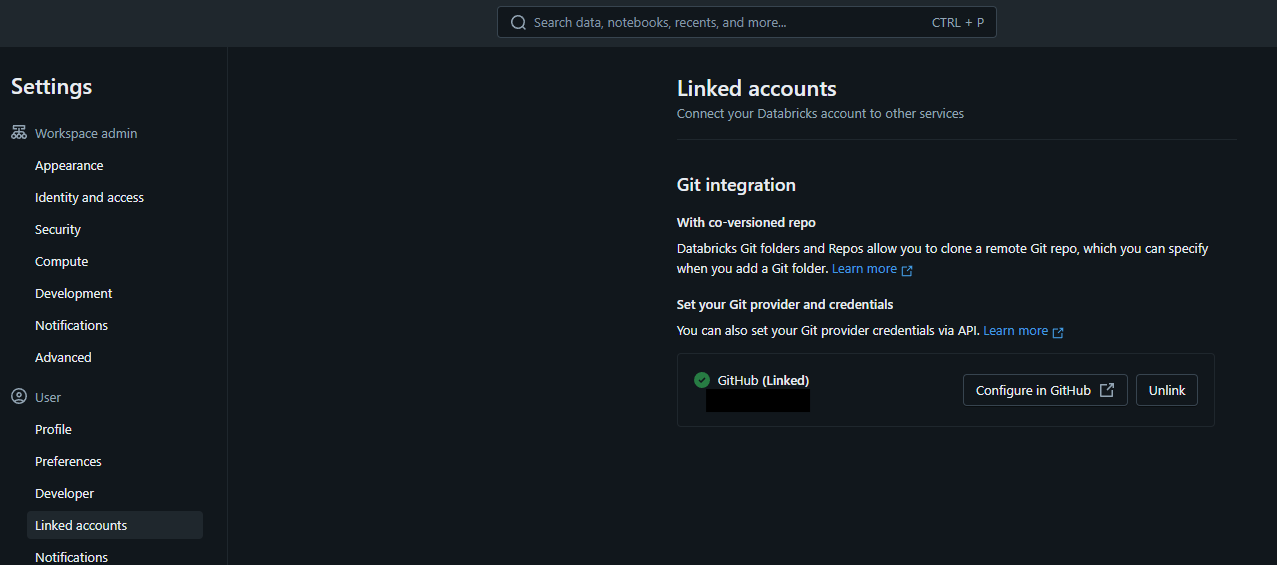 Search data, notebooks, recents, and more...
CTRL + P
Settings
Workspace admin
Appearance
Identity and access
Security
Compute
Development
Notifications
Advanced
User
Profile
Preferences
Developer
Linked accounts
Notifications
Linked accounts
Connect your Databricks account to other services
Git integration
With co-versioned repo
Databricks Git folders and Repos allow you to clone a remote Git repo, which you can specify
when you add a Git folder. Learn more
Set your Git provider and credentials
You can also set your Git provider credentials via API. Learn more
GitHub (Linked)
Configure in GitHub
Unlink